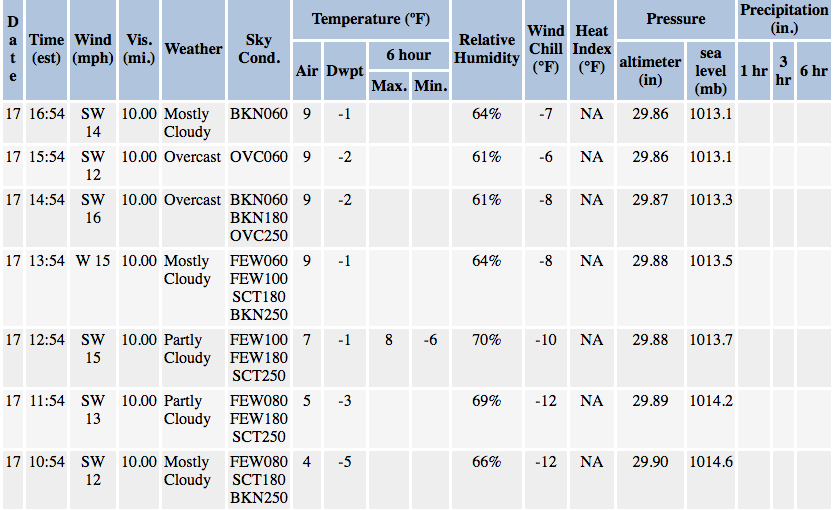 Date Time (est) Wind (mph) Vis. (mi.) Weather Sky Cond. Temperature (ºF) Relative Humidity Wind Chill (°F) Heat Index (°F) Pressure Precipitation (in.)
Air Dwpt 6 hour altimeter (in) sea level (mb) 1 hr 3 hr 6 hr
Max. Min.
17 16:54 SW 14 10.00 Mostly Cloudy BKN060 9 -1 64% -7 NA 29.86 1013.1
17 15:54 SW 12 10.00 Overcast OVC060 9 -2 61% -6 NA 29.86 1013.1
17 14:54 SW 16 10.00 Overcast BKN060 BKN180 OVC250 9 -2 61% -8 NA 29.87 1013.3
17 13:54 W 15 10.00 Mostly Cloudy FEW060 FEW100 SCT180 BKN250 9 -1 64% -8 NA 29.88 1013.5
17 12:54 SW 15 10.00 Partly Cloudy FEW100 FEW180 SCT250 7 -1 8 -6 70% -10 NA 29.88 1013.7
17 11:54 SW 13 10.00 Partly Cloudy FEW080 FEW180 SCT250 5 -3 69% -12 NA 29.89 1014.2
17 10:54 SW 12 10.00 Mostly Cloudy FEW080 SCT180 BKN250 4 -5 66% -12 NA 29.90 1014.6